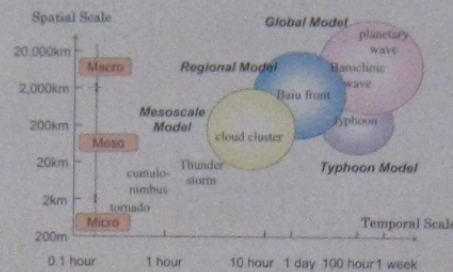 Spatial Scale
Global Model
20,000km
planetary
wave
Macro
Regional Model
Baroclinic
wave
2,000km
Baiu front
Mesoscale
Model
200km
typhoon
Meso
cloud cluster
20km
Thunder
storm
Typhoon Model
cumulo-
nimbus
2km
tornado
Micro
Temporal Scale
200m
0.1 hour
1 hour
10 hour
1 day
100 hour
1 week